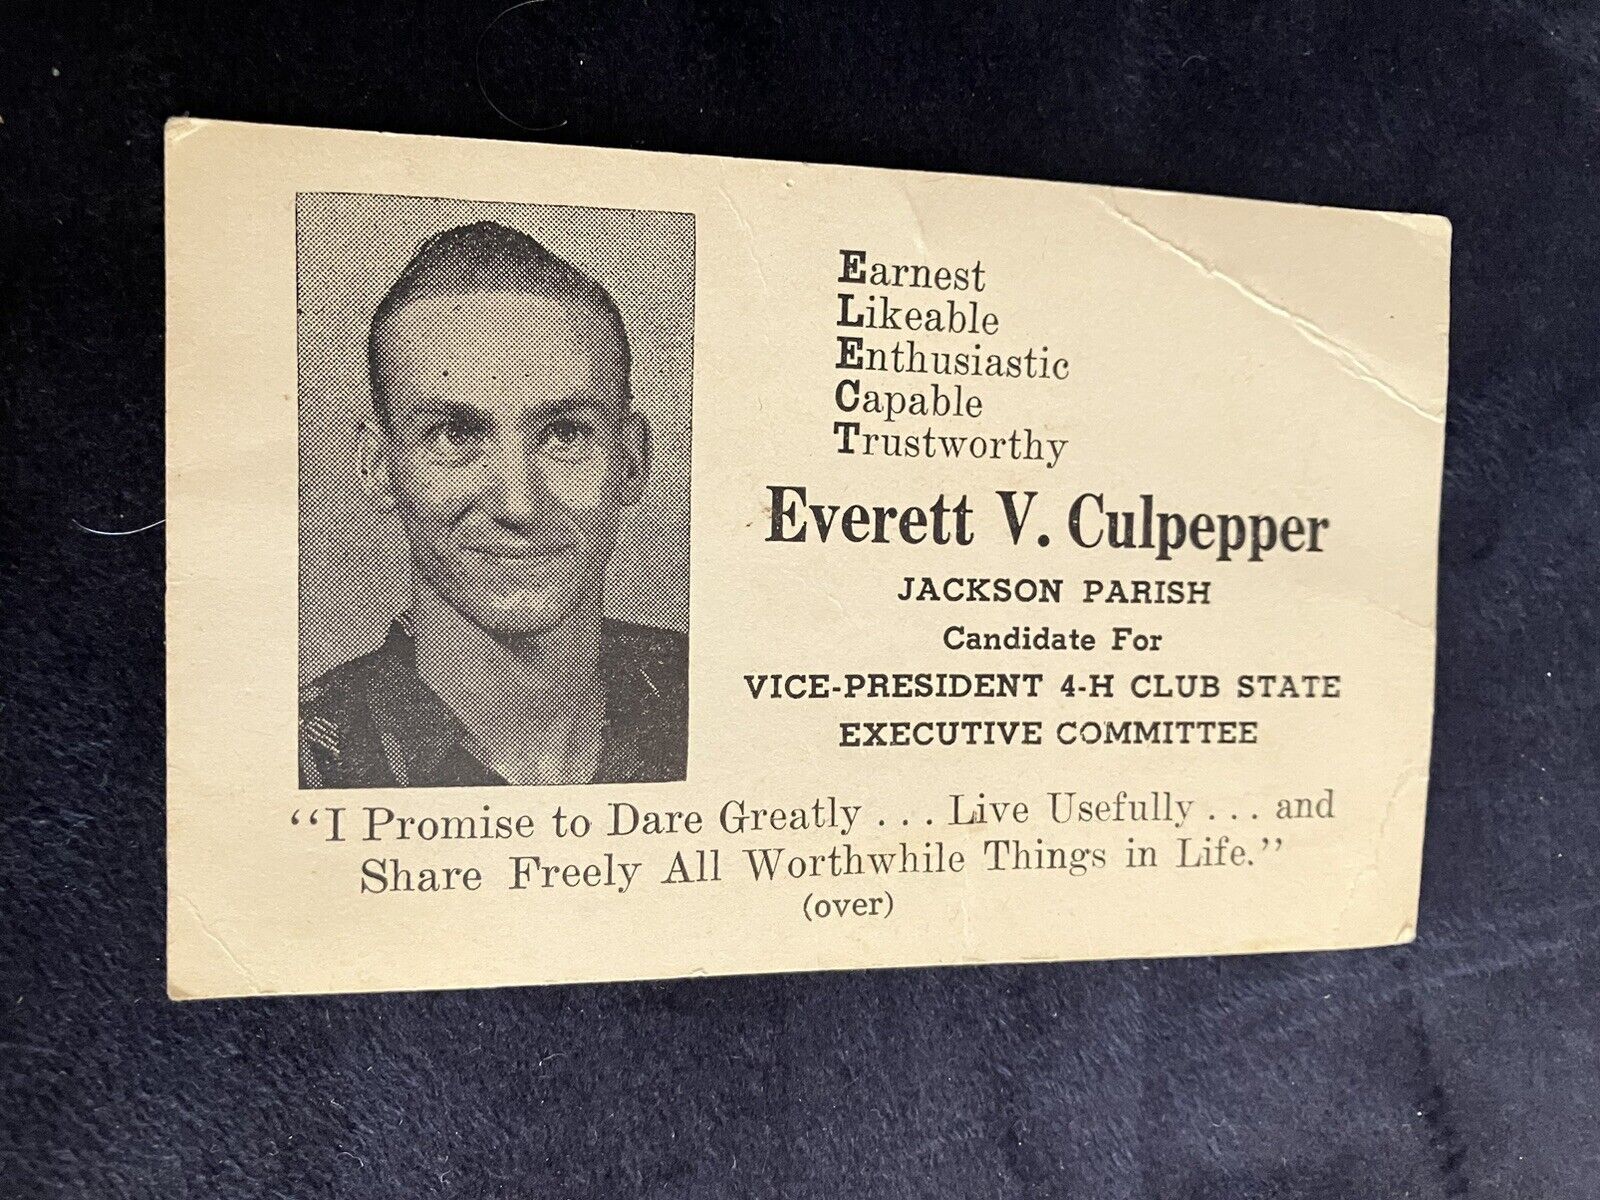 Earnest
Likeable
Enthusiastic
Capable
Trustworthy
Everett V. Culpepper
JACKSON PARISH
Candidate For
VICE-PRESIDENT 4-H CLUB STATE
EXECUTIVE COMMITTEE
“I Promise to Dare Greatly . . . Live Usefully . . . and
Share Freely All Worthwhile Things in Life.”
(over)